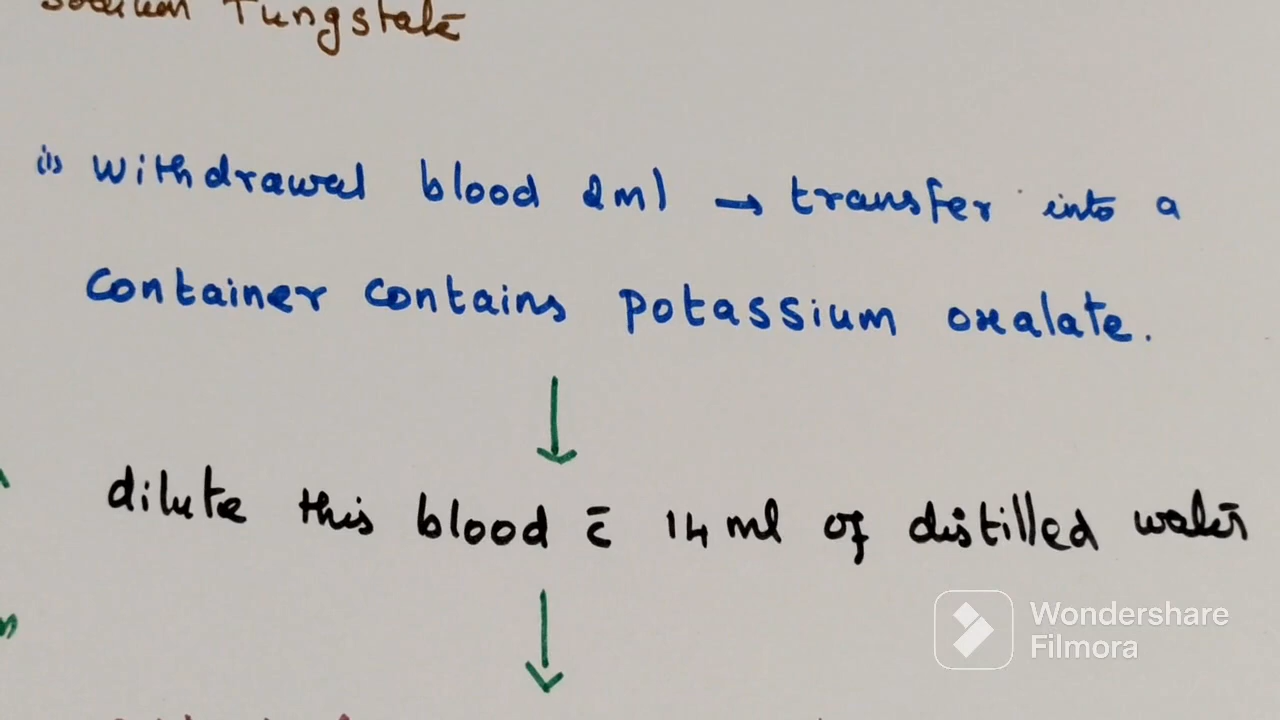 Sodium Tungstate
(i) withdrawal blood 2ml → transfer into a
container contains potassium oxalate.
↓
dilute this blood c̄ 14 ml of distilled water
↓
Wondershare
Filmora